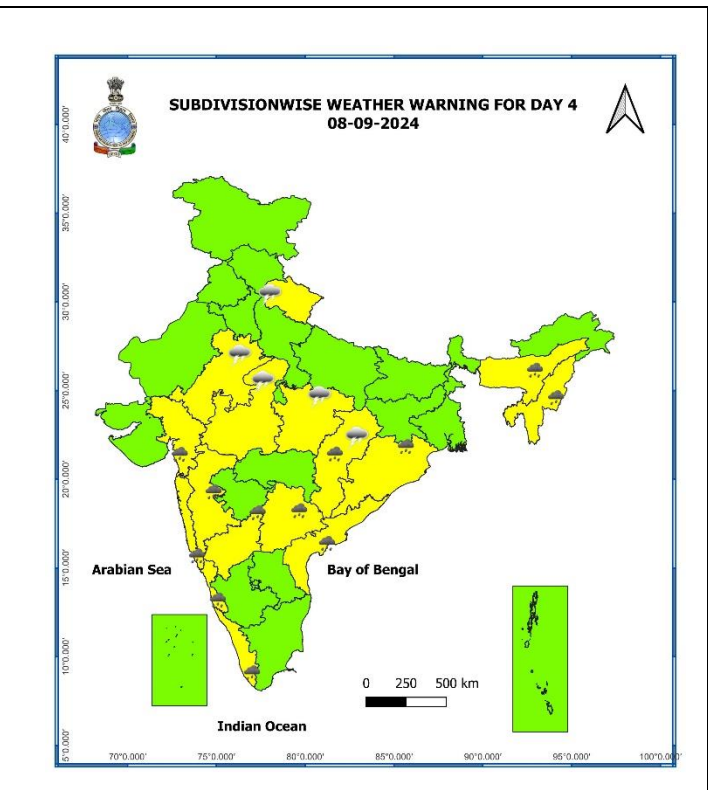 SUBDIVISIONWISE WEATHER WARNING FOR DAY 4
08-09-2024
40°0.000'
35°0.000'
30°0.000'
25°0.000'
20°0.000'
15°0.000'
10°0.000'
5°0.000'
Arabian Sea
Bay of Bengal
0 250 500 km
Indian Ocean
70°0.000' 75°0.000' 80°0.000' 85°0.000' 90°0.000' 95°0.000' 100°0.000'